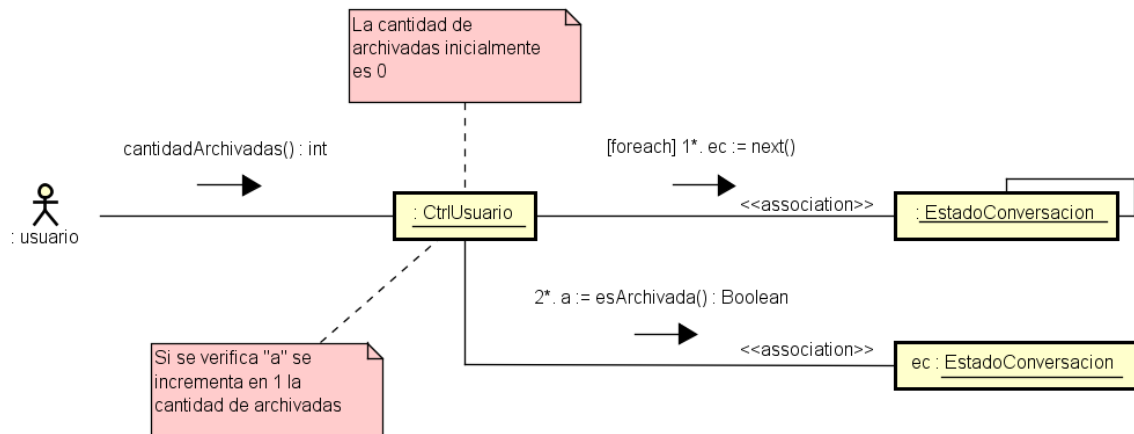 La cantidad de
archivadas inicialmente
es 0
cantidadArchivadas() : int
[foreach] 1*. ec := next()
: usuario
: CtrlUsuario
<<association>>
: EstadoConversacion
2*. a := esArchivada() : Boolean
<<association>>
ec : EstadoConversacion
Si se verifica "a" se
incrementa en 1 la
cantidad de archivadas